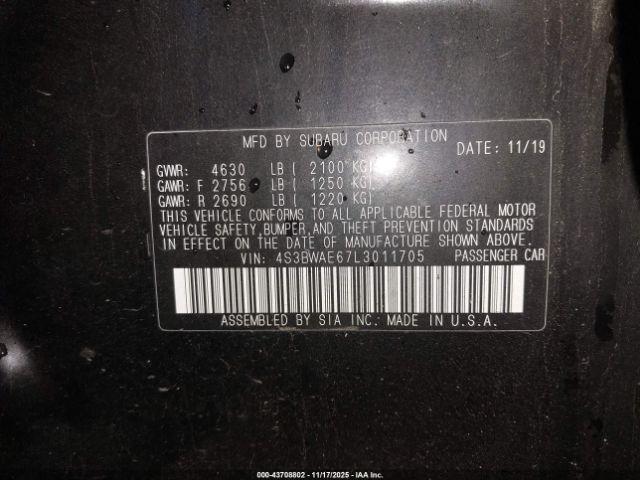 MFD BY SUBARU CORPORATION
DATE: 11/19
GVWR: 4630 LB ( 2100 KG)
GAWR: F 2756 LB ( 1250 KG)
GAWR: R 2690 LB ( 1220 KG)
THIS VEHICLE CONFORMS TO ALL APPLICABLE FEDERAL MOTOR
VEHICLE SAFETY,BUMPER,AND THEFT PREVENTION STANDARDS
IN EFFECT ON THE DATE OF MANUFACTURE SHOWN ABOVE.
VIN: 4S3BWAE67L3011705 PASSENGER CAR
ASSEMBLED BY SIA INC. MADE IN U.S.A.
000-43708802 - 11/17/2025 - IAA Inc.